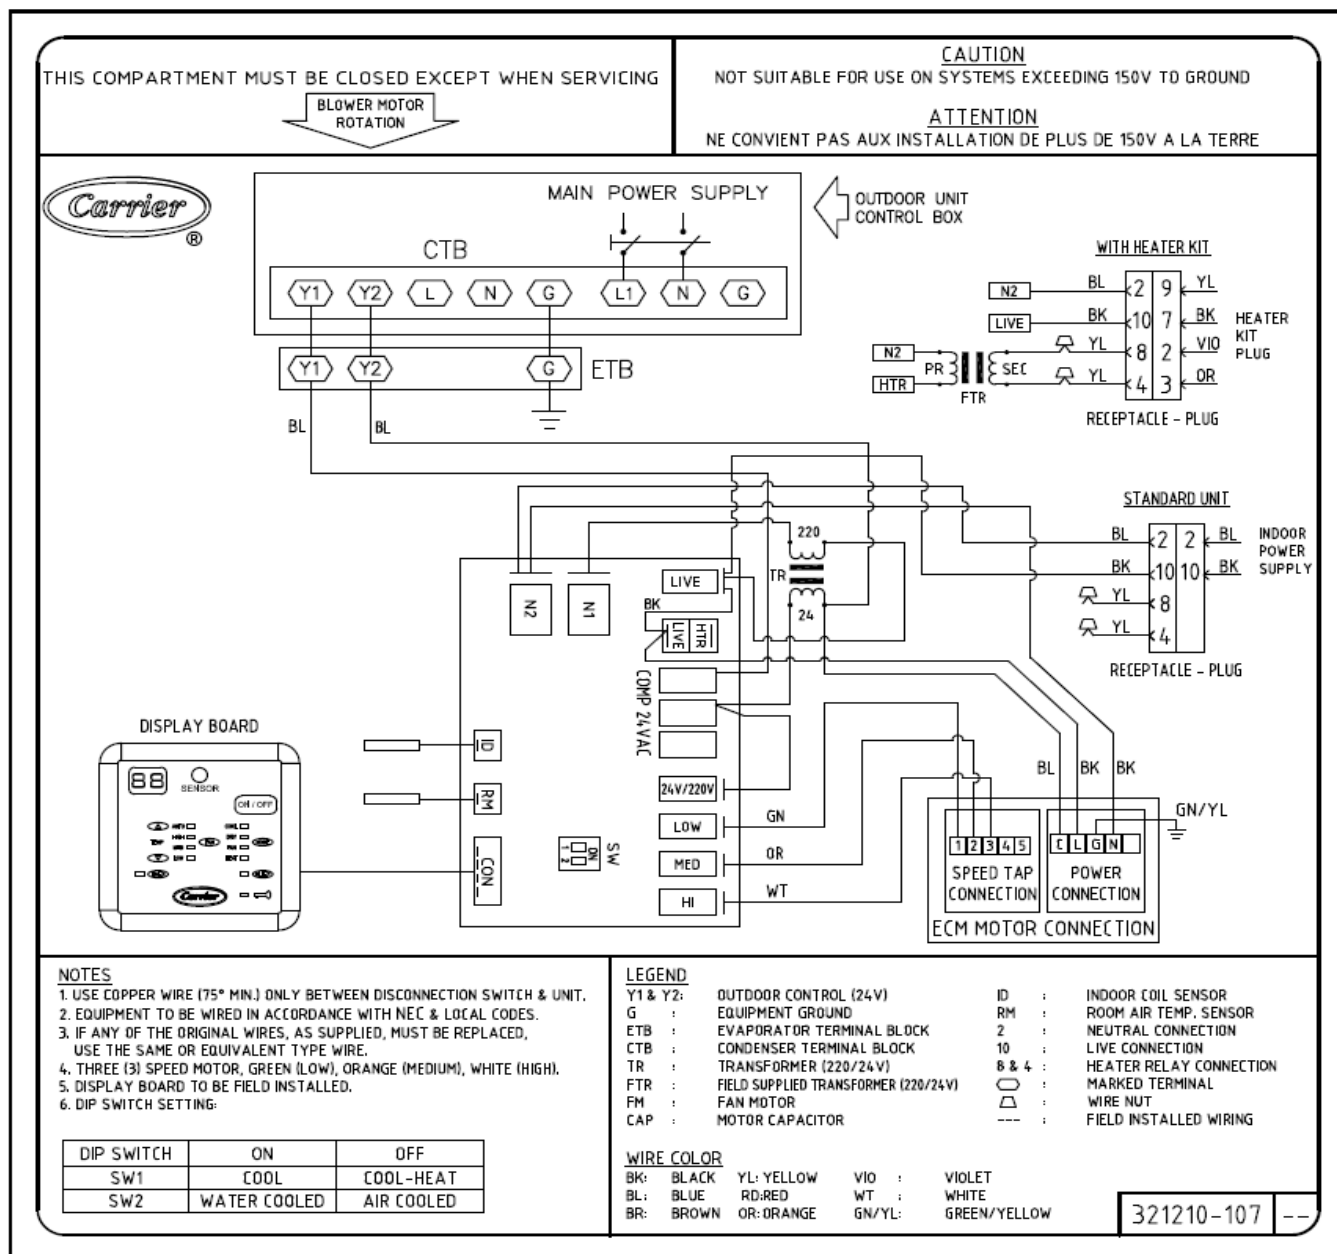 THIS COMPARTMENT MUST BE CLOSED EXCEPT WHEN SERVICING
BLOWER MOTOR
ROTATION
CAUTION
NOT SUITABLE FOR USE ON SYSTEMS EXCEEDING 150V TO GROUND
ATTENTION
NE CONVIENT PAS AUX INSTALLATION DE PLUS DE 150V A LA TERRE
Carrier
®
MAIN POWER SUPPLY
OUTDOOR UNIT
CONTROL BOX
CTB
Y1 Y2 L N G L1 N G
Y1 Y2 G ETB
BL BL
WITH HEATER KIT
N2 BL 2 9 YL
LIVE BK 10 7 BK
N2 YL 8 2 VIO
HTR YL 4 3 OR
PR SEC
FTR
HEATER
KIT
PLUG
RECEPTACLE - PLUG
STANDARD UNIT
BL 2 2 BL
BK 10 10 BK
YL 8
YL 4
INDOOR
POWER
SUPPLY
RECEPTACLE - PLUG
220
TR
24
N2 N1
LIVE
BK
LIVE HTR
COMP 24VAC
24V/220V
LOW GN
MED OR
HI WT
ID
RM
CON
1 2 ON
SW
DISPLAY BOARD
88
SENSOR
ON / OFF
Carrier
BL BK BK
GN/YL
1 2 3 4 5
C L G N
SPEED TAP
CONNECTION
POWER
CONNECTION
ECM MOTOR CONNECTION
NOTES
1. USE COPPER WIRE (75° MIN.) ONLY BETWEEN DISCONNECTION SWITCH & UNIT.
2. EQUIPMENT TO BE WIRED IN ACCORDANCE WITH NEC & LOCAL CODES.
3. IF ANY OF THE ORIGINAL WIRES, AS SUPPLIED, MUST BE REPLACED,
USE THE SAME OR EQUIVALENT TYPE WIRE.
4. THREE (3) SPEED MOTOR, GREEN (LOW), ORANGE (MEDIUM), WHITE (HIGH).
5. DISPLAY BOARD TO BE FIELD INSTALLED.
6. DIP SWITCH SETTING:
DIP SWITCH ON OFF
SW1 COOL COOL-HEAT
SW2 WATER COOLED AIR COOLED
LEGEND
Y1 & Y2: OUTDOOR CONTROL (24V)
G : EQUIPMENT GROUND
ETB : EVAPORATOR TERMINAL BLOCK
CTB : CONDENSER TERMINAL BLOCK
TR : TRANSFORMER (220/24V)
FTR : FIELD SUPPLIED TRANSFORMER (220/24V)
FM : FAN MOTOR
CAP : MOTOR CAPACITOR
ID : INDOOR COIL SENSOR
RM : ROOM AIR TEMP. SENSOR
2 : NEUTRAL CONNECTION
10 : LIVE CONNECTION
8 & 4 : HEATER RELAY CONNECTION
: MARKED TERMINAL
: WIRE NUT
--- : FIELD INSTALLED WIRING
WIRE COLOR
BK: BLACK YL: YELLOW VIO : VIOLET
BL: BLUE RD:RED WT : WHITE
BR: BROWN OR: ORANGE GN/YL: GREEN/YELLOW
321210-107 --